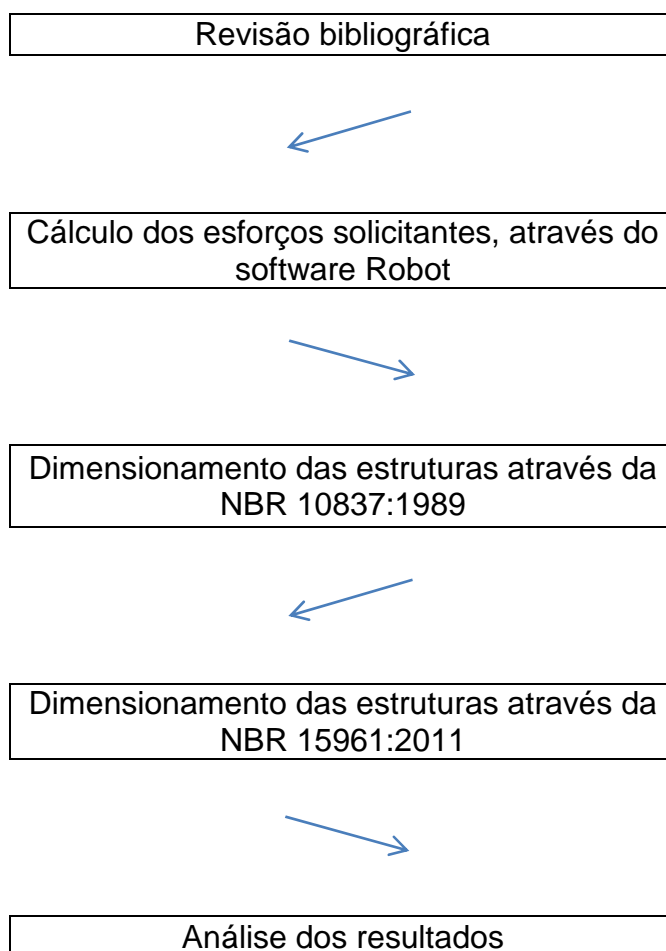 Revisão bibliográfica
Cálculo dos esforços solicitantes, através do
software Robot
Dimensionamento das estruturas através da
NBR 10837:1989
Dimensionamento das estruturas através da
NBR 15961:2011
Análise dos resultados